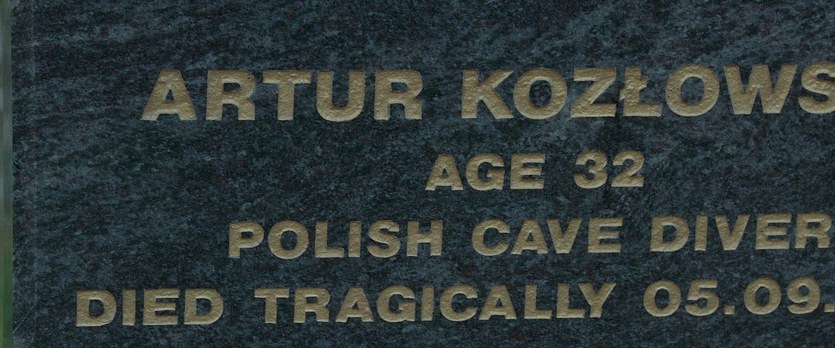 ARTUR KOZŁOWS
AGE 32
POLISH CAVE DIVER
DIED TRAGICALLY 05.09.